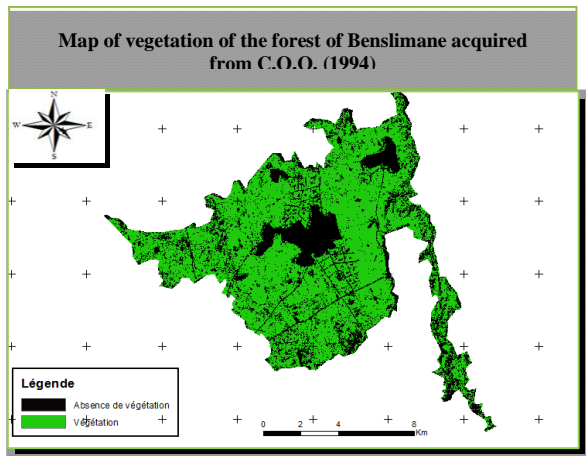 Map of vegetation of the forest of Benslimane acquired
from C.O.O. (1994)
N
W E
S
Légende
Absence de végétation
Végétation
0 2 4 8
Km